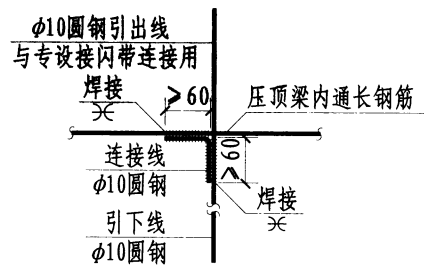 ϕ10圆钢引出线
与专设接闪带连接用
焊接
≥60
压顶梁内通长钢筋
连接线
ϕ10圆钢
≥60
焊接
引下线
ϕ10圆钢